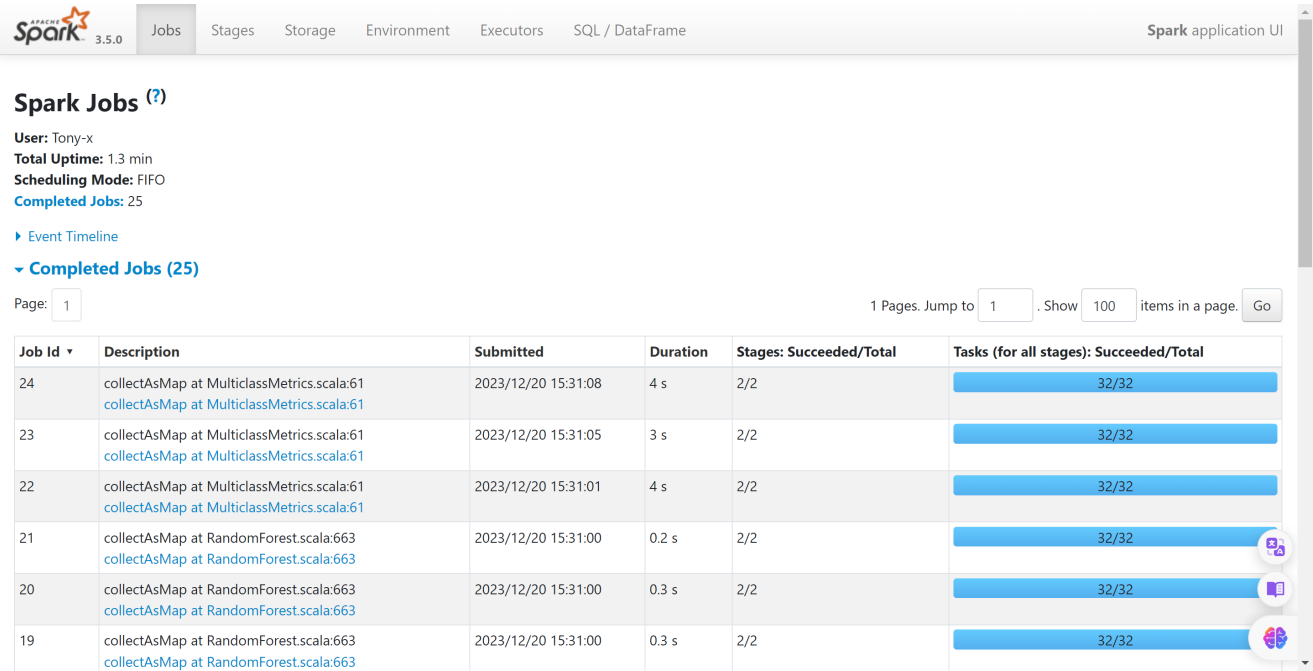 APACHE Spark 3.5.0 Jobs Stages Storage Environment Executors SQL / DataFrame Spark application UI
Spark Jobs (?)
User: Tony-x
Total Uptime: 1.3 min
Scheduling Mode: FIFO
Completed Jobs: 25
Event Timeline
Completed Jobs (25)
Page: 1 1 Pages. Jump to 1 . Show 100 items in a page. Go
Job Id ▾ Description Submitted Duration Stages: Succeeded/Total Tasks (for all stages): Succeeded/Total
24 collectAsMap at MulticlassMetrics.scala:61 2023/12/20 15:31:08 4 s 2/2 32/32
collectAsMap at MulticlassMetrics.scala:61
23 collectAsMap at MulticlassMetrics.scala:61 2023/12/20 15:31:05 3 s 2/2 32/32
collectAsMap at MulticlassMetrics.scala:61
22 collectAsMap at MulticlassMetrics.scala:61 2023/12/20 15:31:01 4 s 2/2 32/32
collectAsMap at MulticlassMetrics.scala:61
21 collectAsMap at RandomForest.scala:663 2023/12/20 15:31:00 0.2 s 2/2 32/32
collectAsMap at RandomForest.scala:663
20 collectAsMap at RandomForest.scala:663 2023/12/20 15:31:00 0.3 s 2/2 32/32
collectAsMap at RandomForest.scala:663
19 collectAsMap at RandomForest.scala:663 2023/12/20 15:31:00 0.3 s 2/2 32/32
collectAsMap at RandomForest.scala:663